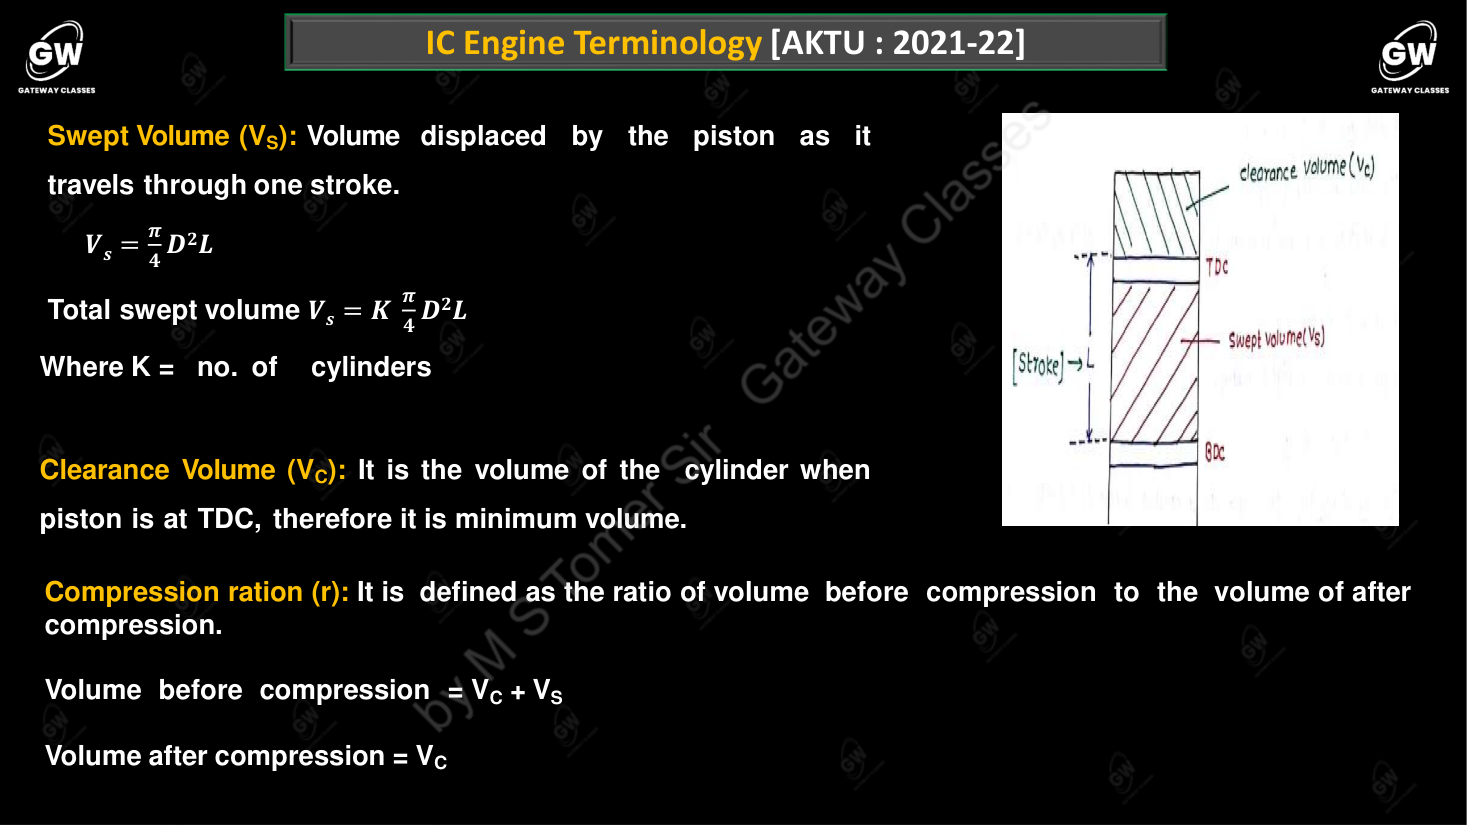 IC Engine Terminology [AKTU : 2021-22]
GW
GATEWAY CLASSES
GW
GATEWAY CLASSES
Swept Volume (VS): Volume displaced by the piston as it
travels through one stroke.
Vs = π/4 D²L
Total swept volume Vs = K π/4 D²L
Where K = no. of cylinders
Clearance Volume (VC): It is the volume of the cylinder when
piston is at TDC, therefore it is minimum volume.
Compression ration (r): It is defined as the ratio of volume before compression to the volume of after
compression.
Volume before compression = VC + VS
Volume after compression = VC
clearance volume (Vc)
TDC
Swept volume (Vs)
[Stroke] → L
BDC
by M S Tomer Sir Gateway Classes